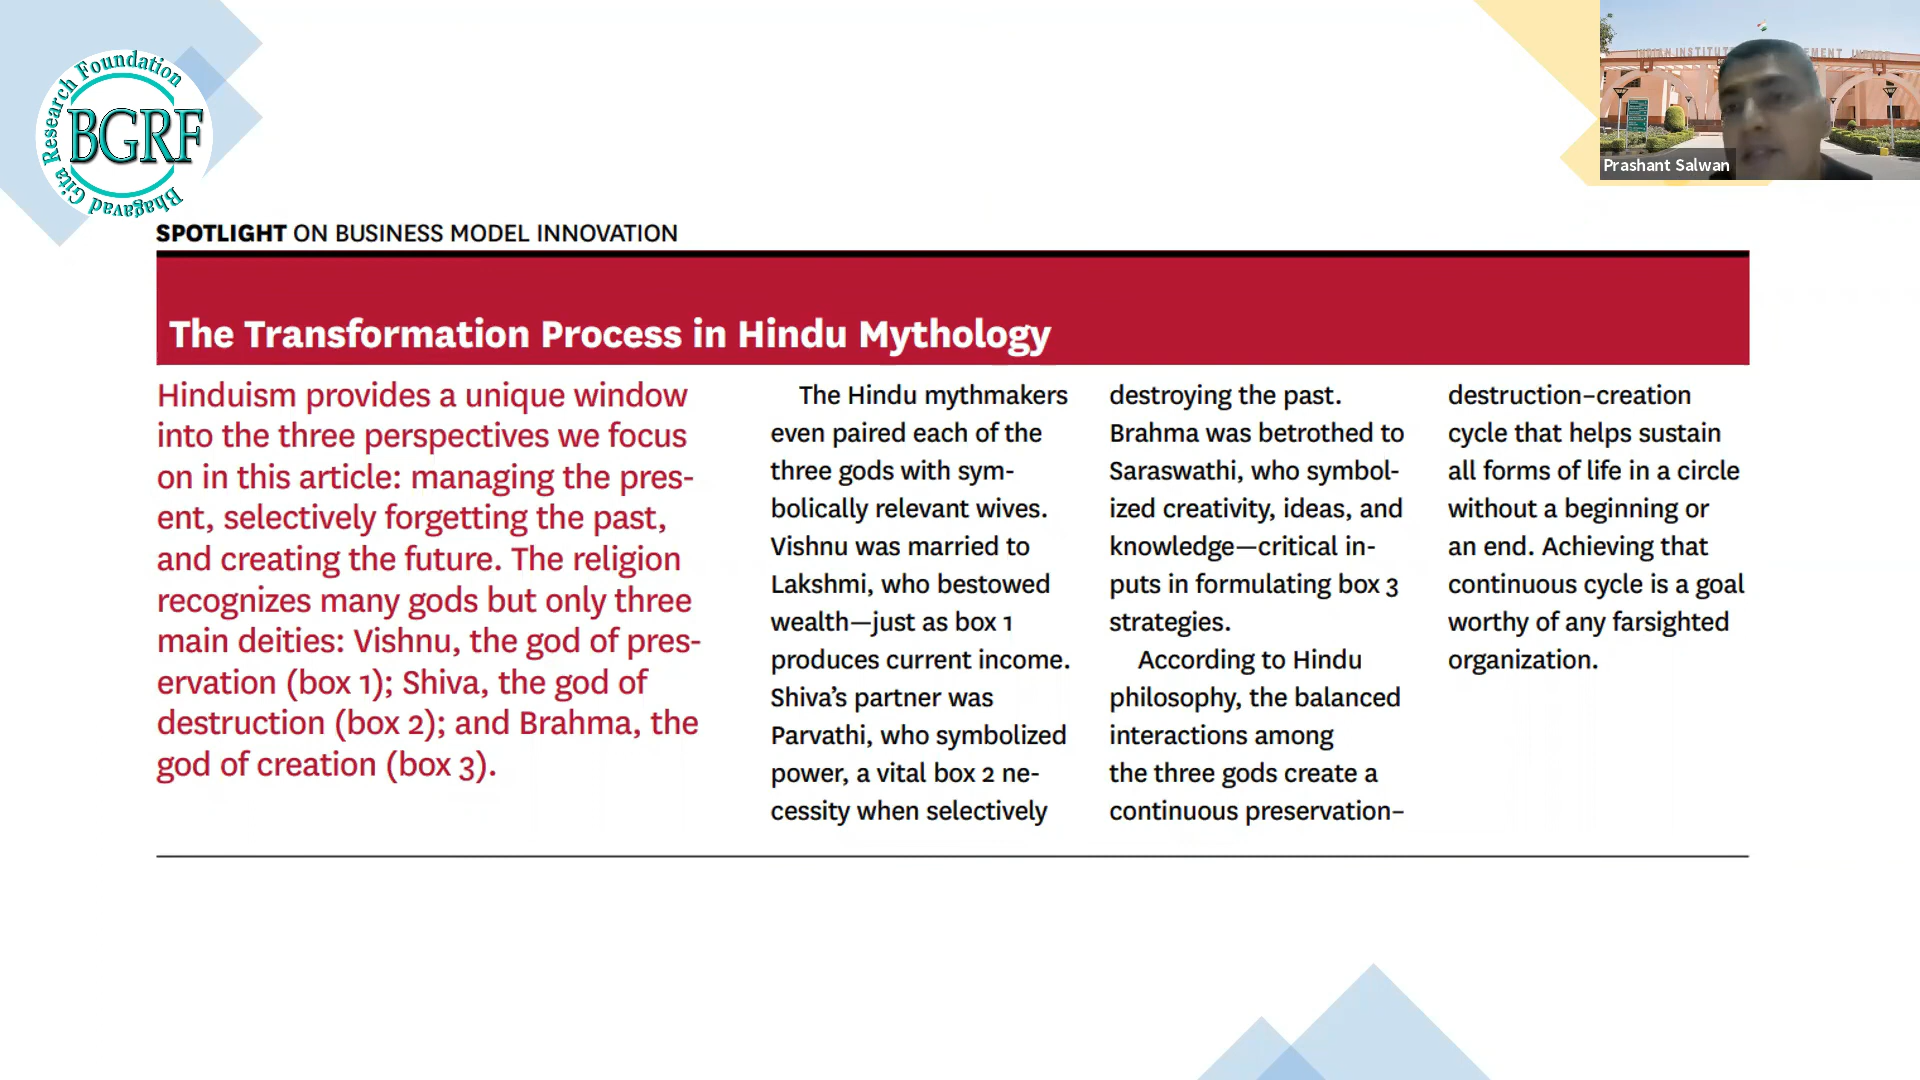 Bhagavad Gita Research Foundation
BGRF
INDIAN INSTITUTE
Prashant Salwan
SPOTLIGHT ON BUSINESS MODEL INNOVATION
The Transformation Process in Hindu Mythology
Hinduism provides a unique window
into the three perspectives we focus
on in this article: managing the pres-
ent, selectively forgetting the past,
and creating the future. The religion
recognizes many gods but only three
main deities: Vishnu, the god of pres-
ervation (box 1); Shiva, the god of
destruction (box 2); and Brahma, the
god of creation (box 3).
The Hindu mythmakers
even paired each of the
three gods with sym-
bolically relevant wives.
Vishnu was married to
Lakshmi, who bestowed
wealth—just as box 1
produces current income.
Shiva’s partner was
Parvathi, who symbolized
power, a vital box 2 ne-
cessity when selectively
destroying the past.
Brahma was betrothed to
Saraswathi, who symbol-
ized creativity, ideas, and
knowledge—critical in-
puts in formulating box 3
strategies.
According to Hindu
philosophy, the balanced
interactions among
the three gods create a
continuous preservation–
destruction–creation
cycle that helps sustain
all forms of life in a circle
without a beginning or
an end. Achieving that
continuous cycle is a goal
worthy of any farsighted
organization.